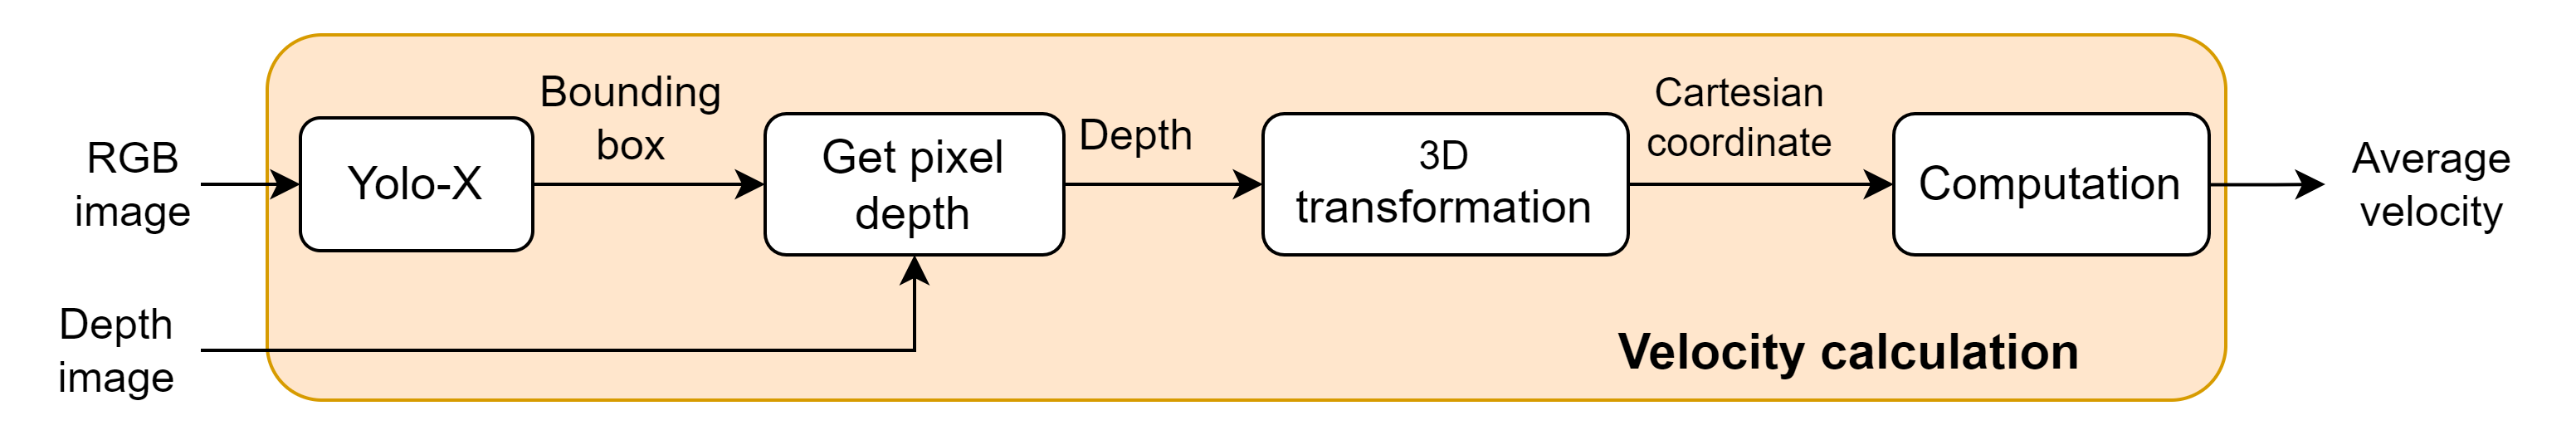 RGB
image
Depth
image
Yolo-X
Bounding
box
Get pixel
depth
Depth
3D
transformation
Cartesian
coordinate
Computation
Velocity calculation
Average
velocity